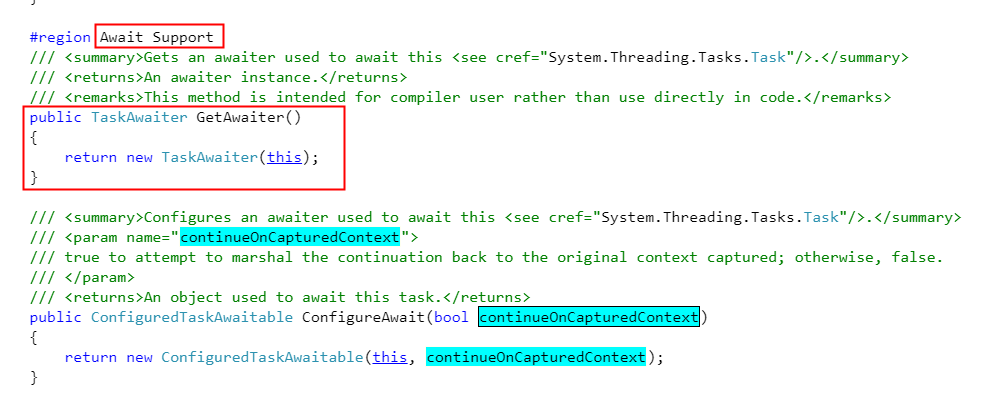 }
#region Await Support
/// <summary>Gets an awaiter used to await this <see cref="System.Threading.Tasks.Task"/>.</summary>
/// <returns>An awaiter instance.</returns>
/// <remarks>This method is intended for compiler user rather than use directly in code.</remarks>
public TaskAwaiter GetAwaiter()
{
    return new TaskAwaiter(this);
}
/// <summary>Configures an awaiter used to await this <see cref="System.Threading.Tasks.Task"/>.</summary>
/// <param name="continueOnCapturedContext">
/// true to attempt to marshal the continuation back to the original context captured; otherwise, false.
/// </param>
/// <returns>An object used to await this task.</returns>
public ConfiguredTaskAwaitable ConfigureAwait(bool continueOnCapturedContext)
{
    return new ConfiguredTaskAwaitable(this, continueOnCapturedContext);
}